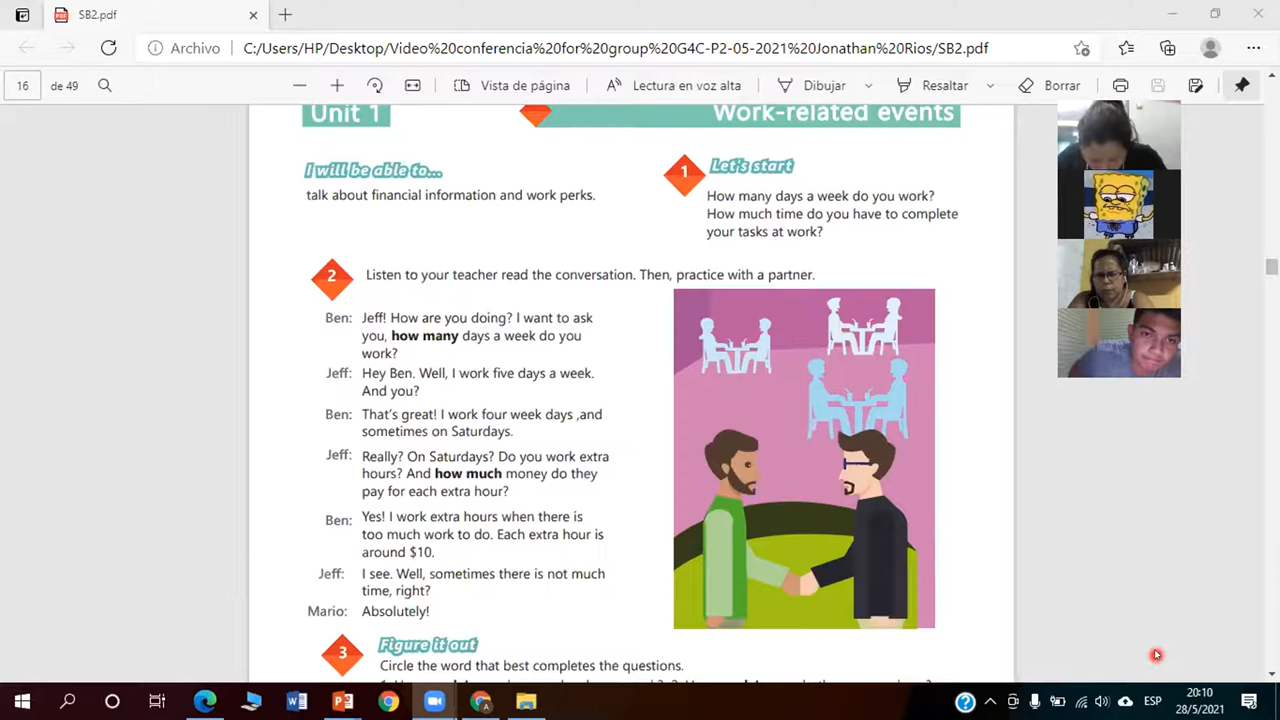 SB2.pdf
Archivo
C:/Users/HP/Desktop/Video%20conferencia%20for%20group%20G4C-P2-05-2021%20Jonathan%20Rios/SB2.pdf
16 de 49
Vista de página
Lectura en voz alta
Dibujar
Resaltar
Borrar
Unit 1
Work-related events
I will be able to...
talk about financial information and work perks.
1
Let's start
How many days a week do you work?
How much time do you have to complete
your tasks at work?
2
Listen to your teacher read the conversation. Then, practice with a partner.
Ben: Jeff! How are you doing? I want to ask
you, how many days a week do you
work?
Jeff: Hey Ben. Well, I work five days a week.
And you?
Ben: That's great! I work four week days ,and
sometimes on Saturdays.
Jeff: Really? On Saturdays? Do you work extra
hours? And how much money do they
pay for each extra hour?
Ben: Yes! I work extra hours when there is
too much work to do. Each extra hour is
around $10.
Jeff: I see. Well, sometimes there is not much
time, right?
Mario: Absolutely!
3
Figure it out
Circle the word that best completes the questions.
ESP
20:10
28/5/2021